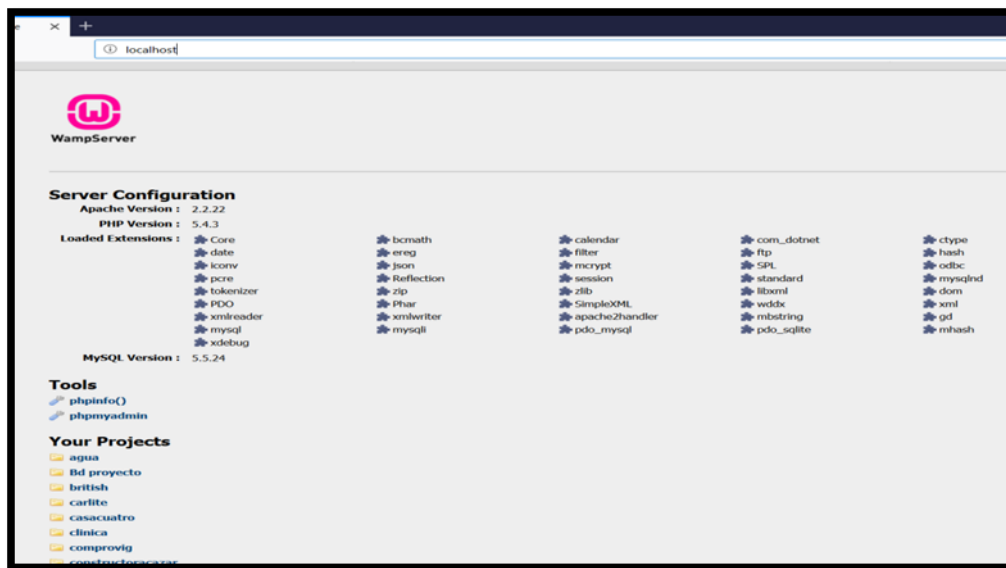 e
localhost
WampServer
Server Configuration
Apache Version : 2.2.22
PHP Version : 5.4.3
Loaded Extensions : Core bcmath calendar com_dotnet ctype
date ereg filter ftp hash
iconv json mcrypt SPL odbc
pcre Reflection session standard mysqlnd
tokenizer zip zlib libxml dom
PDO Phar SimpleXML wddx xml
xmlreader xmlwriter apache2handler mbstring gd
mysql mysqli pdo_mysql pdo_sqlite mhash
xdebug
MySQL Version : 5.5.24
Tools
phpinfo()
phpmyadmin
Your Projects
agua
Bd proyecto
british
carlite
casacuatro
clinica
comprovig
constructoracazar